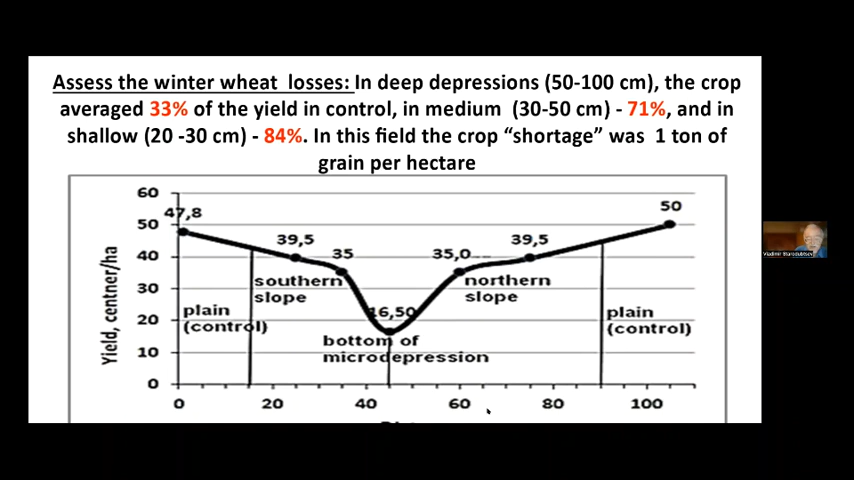 Assess the winter wheat losses: In deep depressions (50-100 cm), the crop
averaged 33% of the yield in control, in medium (30-50 cm) - 71%, and in
shallow (20 -30 cm) - 84%. In this field the crop “shortage” was 1 ton of
grain per hectare
60
50
40
30
20
10
0
Yield, centner/ha
47,8
39,5
35
16,50
35,0
39,5
50
southern
slope
northern
slope
plain
(control)
bottom of
microdepression
plain
(control)
0 20 40 60 80 100
Vladimir Starodubtsev